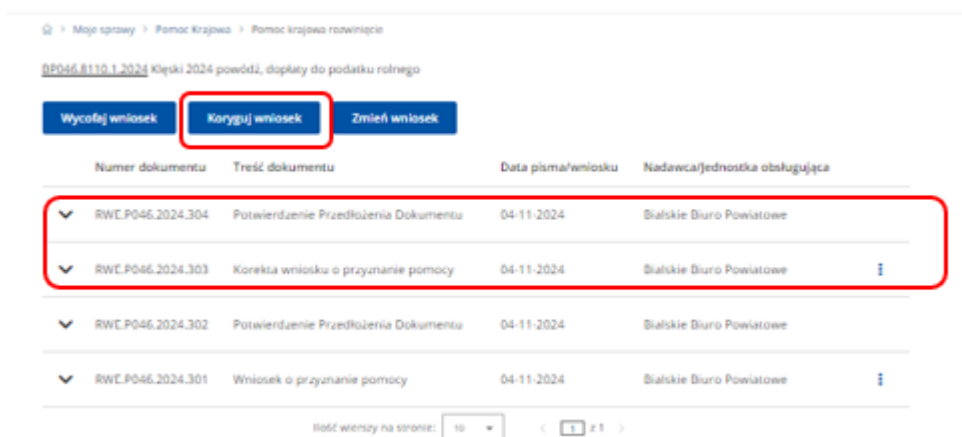 > Moje sprawy > Pomoc Krajowa > Pomoc krajowa rozwinięcie
BP046.8110.1.2024 Klęski 2024 powódź, dopłaty do podatku rolnego
Wycofaj wniosek Koryguj wniosek Zmień wniosek
Numer dokumentu Treść dokumentu Data pisma/wniosku Nadawca/Jednostka obsługująca
RWE.P046.2024.304 Potwierdzenie Przedłożenia Dokumentu 04-11-2024 Bialskie Biuro Powiatowe
RWE.P046.2024.303 Korekta wniosku o przyznanie pomocy 04-11-2024 Bialskie Biuro Powiatowe
RWE.P046.2024.302 Potwierdzenie Przedłożenia Dokumentu 04-11-2024 Bialskie Biuro Powiatowe
RWE.P046.2024.301 Wniosek o przyznanie pomocy 04-11-2024 Bialskie Biuro Powiatowe
Ilość wierszy na stronie: 10 < 1 z 1 >